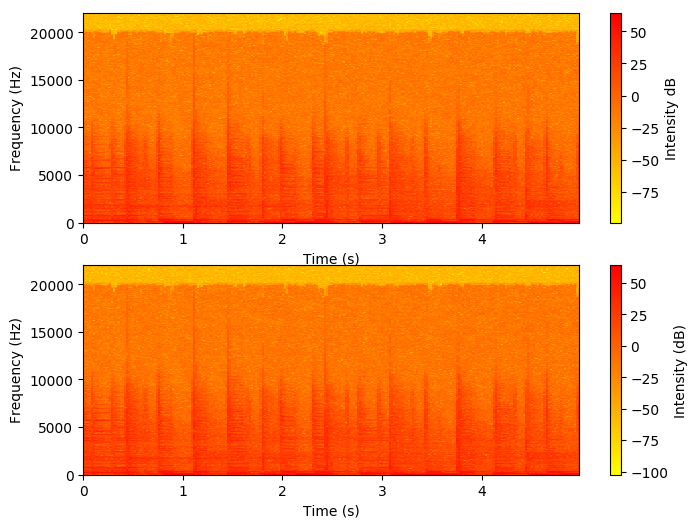 20000
15000
10000
5000
0
Frequency (Hz)
0 1 2 3 4
Time (s)
50
25
0
−25
−50
−75
Intensity dB
20000
15000
10000
5000
0
Frequency (Hz)
0 1 2 3 4
Time (s)
50
25
0
−25
−50
−75
−100
Intensity (dB)